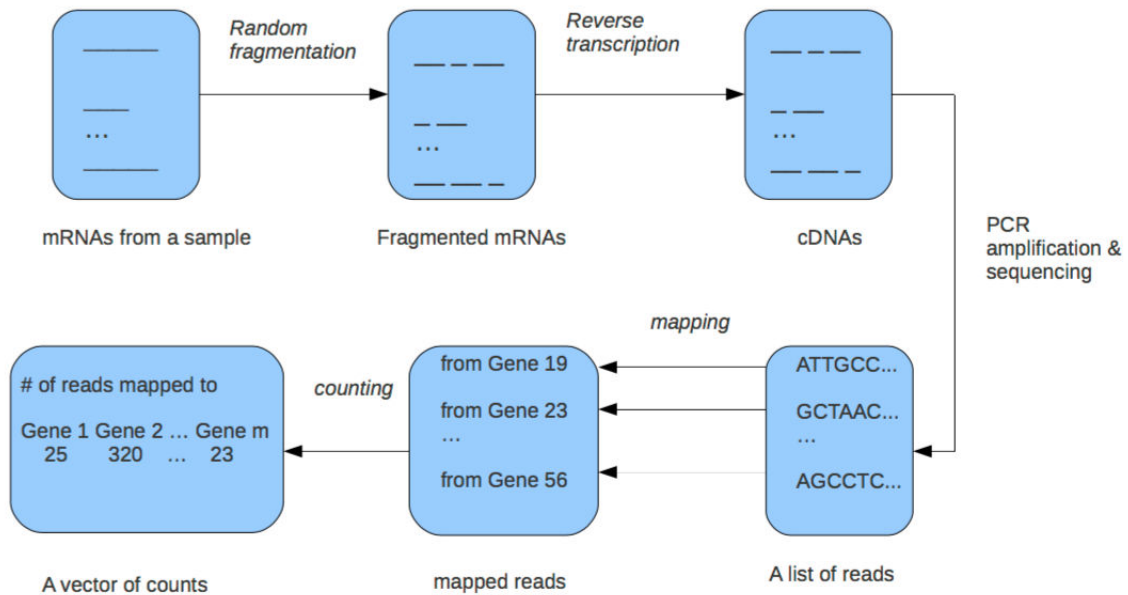 Random
fragmentation
Reverse
transcription
...
...
...
mRNAs from a sample
Fragmented mRNAs
cDNAs
PCR
amplification &
sequencing
mapping
counting
# of reads mapped to
Gene 1 Gene 2 ... Gene m
25 320 ... 23
from Gene 19
from Gene 23
...
from Gene 56
ATTGCC...
GCTAAC...
...
AGCCTC...
A vector of counts
mapped reads
A list of reads